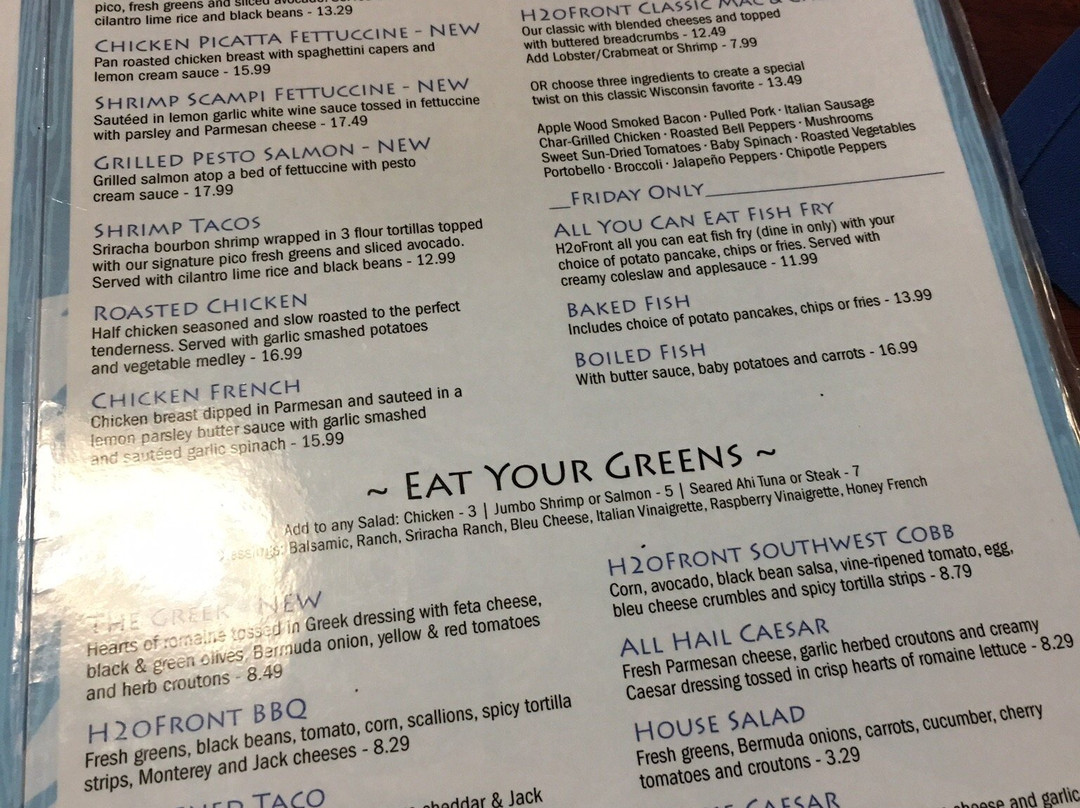 pico, fresh greens and sliced avocado. Served
cilantro lime rice and black beans - 13.29
CHICKEN PICATTA FETTUCCINE - NEW
Pan roasted chicken breast with spaghettini capers and
lemon cream sauce - 15.99
SHRIMP SCAMPI FETTUCCINE - NEW
Sautéed in lemon garlic white wine sauce tossed in fettuccine
with parsley and Parmesan cheese - 17.49
GRILLED PESTO SALMON - NEW
Grilled salmon atop a bed of fettuccine with pesto
cream sauce - 17.99
SHRIMP TACOS
Sriracha bourbon shrimp wrapped in 3 flour tortillas topped
with our signature pico fresh greens and sliced avocado.
Served with cilantro lime rice and black beans - 12.99
ROASTED CHICKEN
Half chicken seasoned and slow roasted to the perfect
tenderness. Served with garlic smashed potatoes
and vegetable medley - 16.99
CHICKEN FRENCH
Chicken breast dipped in Parmesan and sauteed in a
lemon parsley butter sauce with garlic smashed
and sautéed garlic spinach - 15.99
H2OFRONT CLASSIC MAC &
Our classic with blended cheeses and topped
with buttered breadcrumbs - 12.49
Add Lobster/Crabmeat or Shrimp - 7.99
OR choose three ingredients to create a special
twist on this classic Wisconsin favorite - 13.49
Apple Wood Smoked Bacon · Pulled Pork · Italian Sausage
Char-Grilled Chicken · Roasted Bell Peppers · Mushrooms
Sweet Sun-Dried Tomatoes · Baby Spinach · Roasted Vegetables
Portobello · Broccoli · Jalapeño Peppers · Chipotle Peppers
FRIDAY ONLY
ALL YOU CAN EAT FISH FRY
H2oFront all you can eat fish fry (dine in only) with your
choice of potato pancake, chips or fries. Served with
creamy coleslaw and applesauce - 11.99
BAKED FISH
Includes choice of potato pancakes, chips or fries - 13.99
BOILED FISH
With butter sauce, baby potatoes and carrots - 16.99
~ EAT YOUR GREENS ~
Add to any Salad: Chicken - 3 | Jumbo Shrimp or Salmon - 5 | Seared Ahi Tuna or Steak - 7
Balsamic, Ranch, Sriracha Ranch, Bleu Cheese, Italian Vinaigrette, Raspberry Vinaigrette, Honey French
THE GREEK - NEW
Hearts of romaine tossed in Greek dressing with feta cheese,
black & green olives, Bermuda onion, yellow & red tomatoes
and herb croutons - 8.49
H2OFRONT BBQ
Fresh greens, black beans, tomato, corn, scallions, spicy tortilla
strips, Monterey and Jack cheeses - 8.29
TACO
cheddar & Jack
H2OFRONT SOUTHWEST COBB
Corn, avocado, black bean salsa, vine-ripened tomato, egg,
bleu cheese crumbles and spicy tortilla strips - 8.79
ALL HAIL CAESAR
Fresh Parmesan cheese, garlic herbed croutons and creamy
Caesar dressing tossed in crisp hearts of romaine lettuce - 8.29
HOUSE SALAD
Fresh greens, Bermuda onions, carrots, cucumber, cherry
tomatoes and croutons - 3.29
CAESAR
cheese and garlic